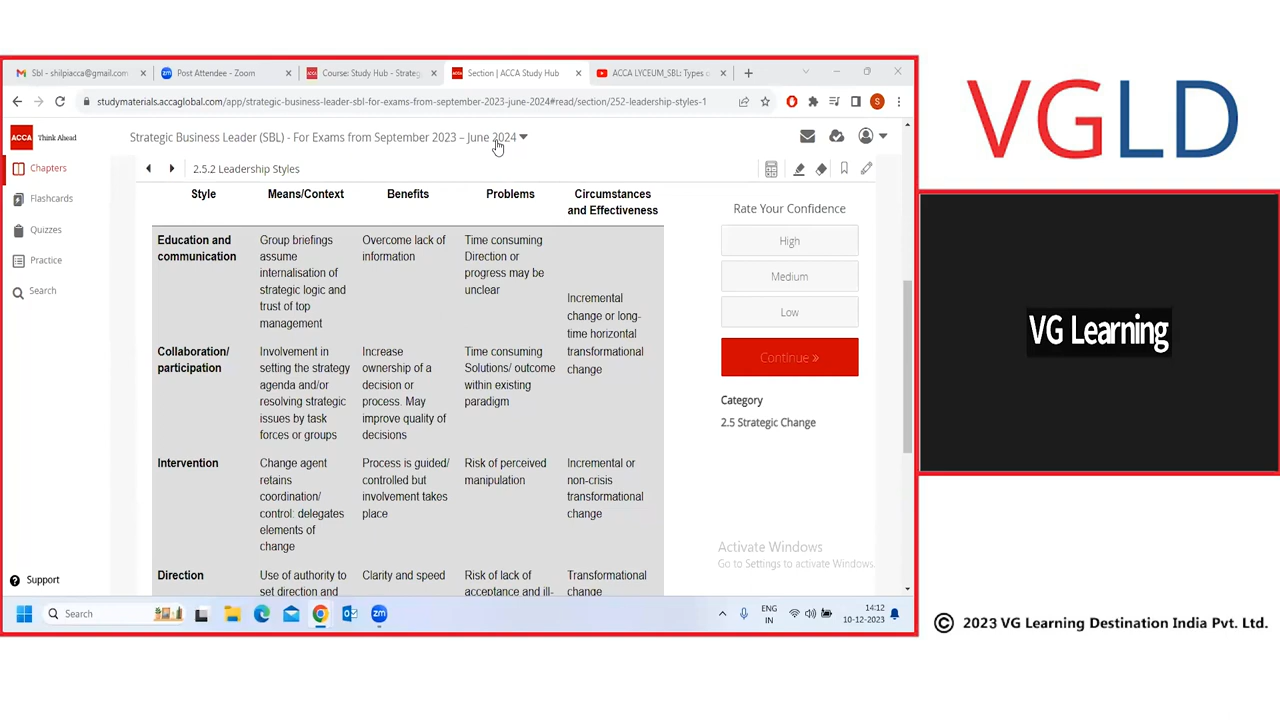 Sbl - shilpiacca@gmail.com
Post Attendee - Zoom
Course: Study Hub - Strateg
Section | ACCA Study Hub
ACCA LYCEUM_SBL: Types o
studymaterials.accaglobal.com/app/strategic-business-leader-sbl-for-exams-from-september-2023-june-2024#read/section/252-leadership-styles-1
S
ACCA Think Ahead
Strategic Business Leader (SBL) - For Exams from September 2023 – June 2024
Chapters
Flashcards
Quizzes
Practice
Search
Support
2.5.2 Leadership Styles
Style Means/Context Benefits Problems Circumstances
and Effectiveness
Education and
communication
Group briefings
assume
internalisation of
strategic logic and
trust of top
management
Overcome lack of
information
Time consuming
Direction or
progress may be
unclear
Incremental
change or long-
time horizontal
transformational
change
Collaboration/
participation
Involvement in
setting the strategy
agenda and/or
resolving strategic
issues by task
forces or groups
Increase
ownership of a
decision or
process. May
improve quality of
decisions
Time consuming
Solutions/ outcome
within existing
paradigm
Intervention
Change agent
retains
coordination/
control: delegates
elements of
change
Process is guided/
controlled but
involvement takes
place
Risk of perceived
manipulation
Incremental or
non-crisis
transformational
change
Direction
Use of authority to
set direction and
Clarity and speed
Risk of lack of
acceptance and ill-
Transformational
change
Rate Your Confidence
High
Medium
Low
Continue »
Category
2.5 Strategic Change
Activate Windows
Go to Settings to activate Windows.
Search
zm
ENG
IN
14:12
10-12-2023
VGLD
VG Learning
© 2023 VG Learning Destination India Pvt. Ltd.